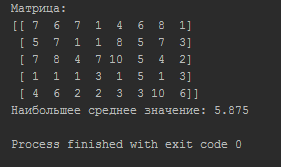 Матрица:
[[ 7  6  7  1  4  6  8  1]
 [ 5  7  1  1  8  5  7  3]
 [ 7  8  4  7 10  5  4  2]
 [ 1  1  1  3  1  5  1  3]
 [ 4  6  2  2  3  3 10  6]]
Наибольшее среднее значение: 5.875
Process finished with exit code 0